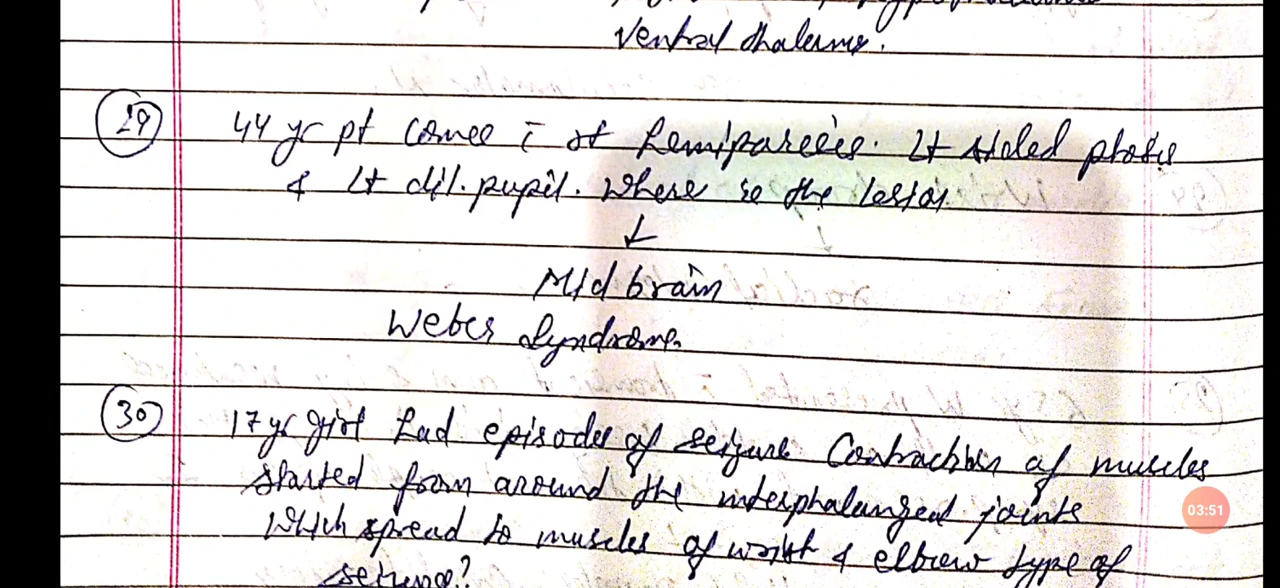 Ventral thalamus.
29 44 yr pt comes c̄ rt hemiparesis. Lt sided ptosis
& Lt dil. pupil. Where is the lesion
↓
Mid brain
Webers Syndrome.
30 17 yr girl had episodes of seizure Contraction of muscles
started from around the interphalangeal joints
which spread to muscles of wrist & elbow type of
seizure?
03:51